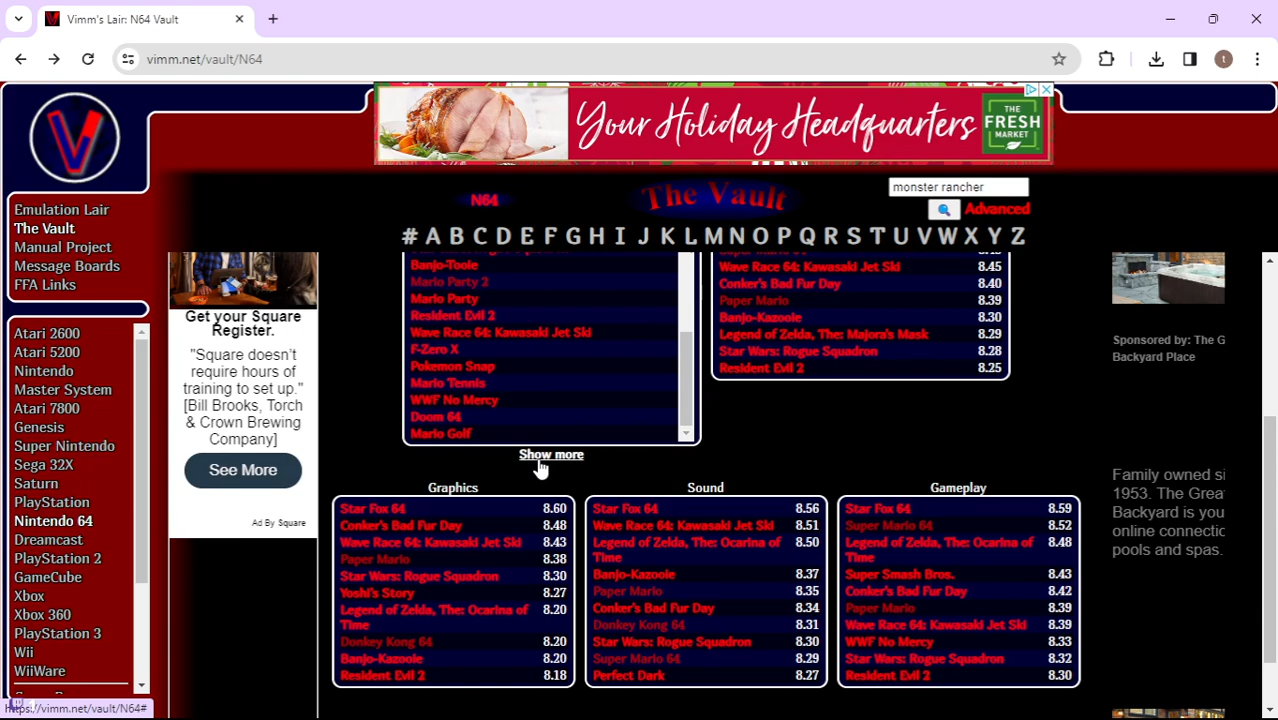 Vimm's Lair: N64 Vault
vimm.net/vault/N64
t
Your Holiday Headquarters
THE
FRESH
MARKET
V
N64
The Vault
monster rancher
Advanced
# A B C D E F G H I J K L M N O P Q R S T U V W X Y Z
Emulation Lair
The Vault
Manual Project
Message Boards
FFA Links
Atari 2600
Atari 5200
Nintendo
Master System
Atari 7800
Genesis
Super Nintendo
Sega 32X
Saturn
PlayStation
Nintendo 64
Dreamcast
PlayStation 2
GameCube
Xbox
Xbox 360
PlayStation 3
Wii
WiiWare
https://vimm.net/vault/N64#
Get your Square
Register.
"Square doesn't
require hours of
training to set up."
[Bill Brooks, Torch
& Crown Brewing
Company]
See More
Ad By Square
Banjo-Tooie
Mario Party 2
Mario Party
Resident Evil 2
Wave Race 64: Kawasaki Jet Ski
F-Zero X
Pokemon Snap
Mario Tennis
WWF No Mercy
Doom 64
Mario Golf
Show more
Wave Race 64: Kawasaki Jet Ski 8.45
Conker's Bad Fur Day 8.40
Paper Mario 8.39
Banjo-Kazooie 8.30
Legend of Zelda, The: Majora's Mask 8.29
Star Wars: Rogue Squadron 8.28
Resident Evil 2 8.25
Graphics
Star Fox 64 8.60
Conker's Bad Fur Day 8.48
Wave Race 64: Kawasaki Jet Ski 8.43
Paper Mario 8.38
Star Wars: Rogue Squadron 8.30
Yoshi's Story 8.27
Legend of Zelda, The: Ocarina of 8.20
Time
Donkey Kong 64 8.20
Banjo-Kazooie 8.20
Resident Evil 2 8.18
Sound
Star Fox 64 8.56
Wave Race 64: Kawasaki Jet Ski 8.51
Legend of Zelda, The: Ocarina of 8.50
Time
Banjo-Kazooie 8.37
Paper Mario 8.35
Conker's Bad Fur Day 8.34
Donkey Kong 64 8.31
Star Wars: Rogue Squadron 8.30
Super Mario 64 8.29
Perfect Dark 8.27
Gameplay
Star Fox 64 8.59
Super Mario 64 8.52
Legend of Zelda, The: Ocarina of 8.48
Time
Super Smash Bros. 8.43
Conker's Bad Fur Day 8.42
Paper Mario 8.39
Wave Race 64: Kawasaki Jet Ski 8.39
WWF No Mercy 8.33
Star Wars: Rogue Squadron 8.32
Resident Evil 2 8.30
Sponsored by: The G
Backyard Place
Family owned si
1953. The Grea
Backyard is you
online connectic
pools and spas.